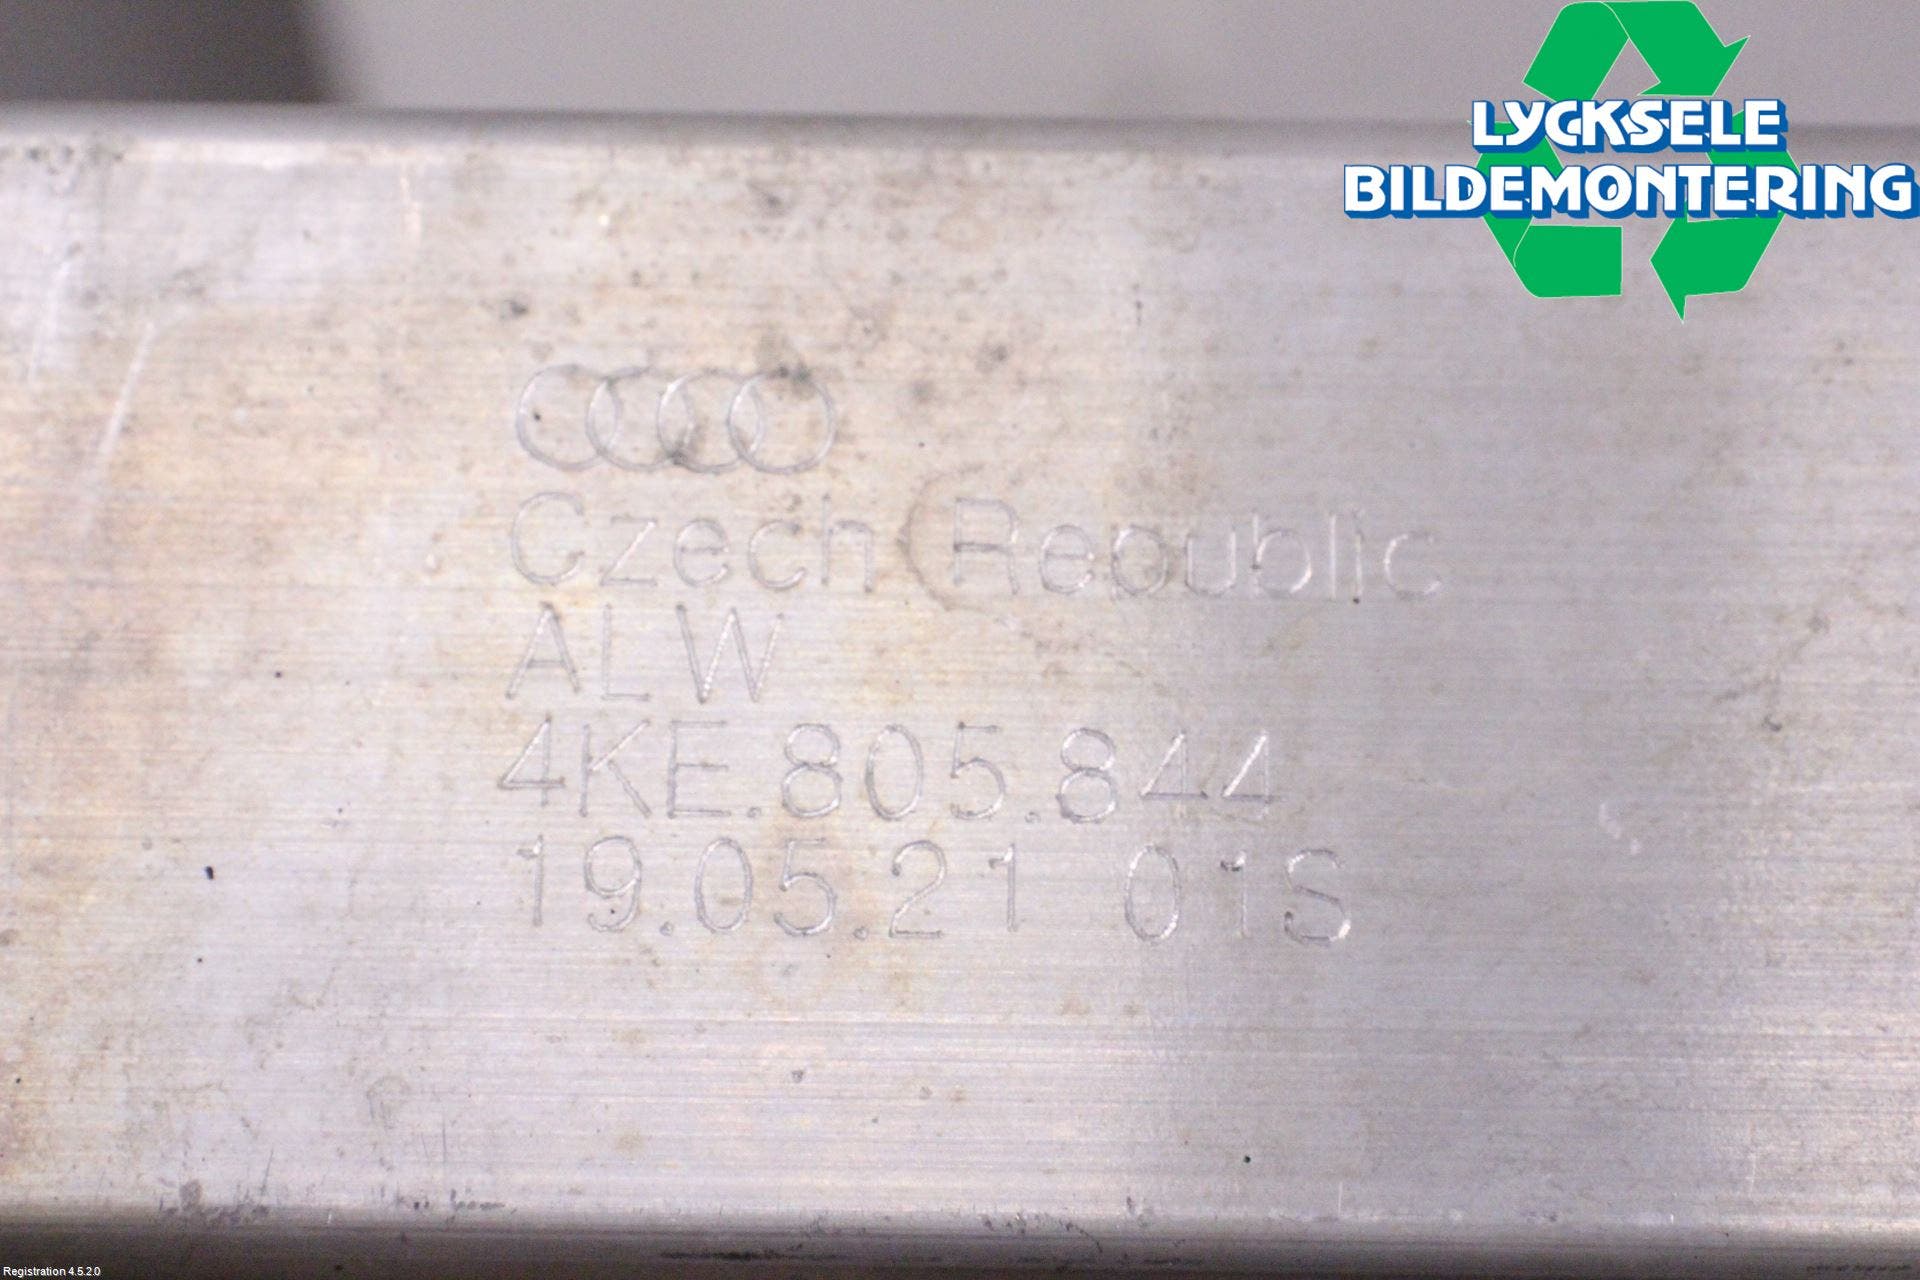 LYCKSELE
BILDEMONTERING
Czech Republic
ALW
4KE.805.844
19.05.21 01S
Registration 4.5.2.0